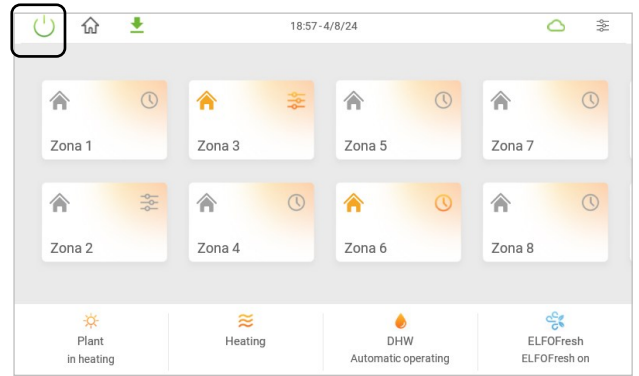 18:57-4/8/24
Zona 1
Zona 3
Zona 5
Zona 7
Zona 2
Zona 4
Zona 6
Zona 8
Plant
in heating
Heating
DHW
Automatic operating
ELFOFresh
ELFOFresh on